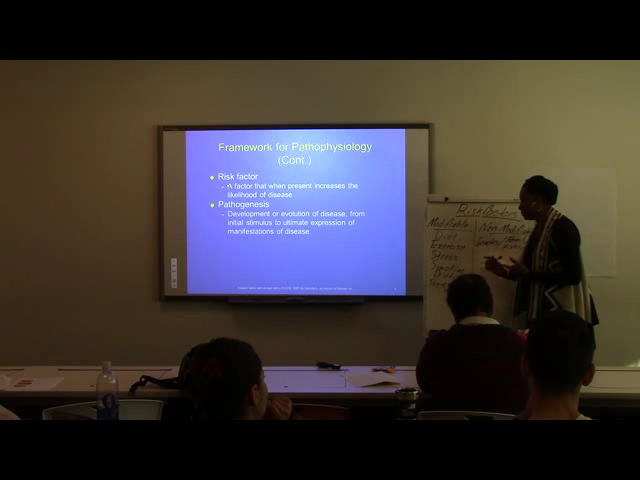 Framework for Pathophysiology
(Cont.)
Risk factor
- A factor that when present increases the
likelihood of disease
Pathogenesis
- Development or evolution of disease, from
initial stimulus to ultimate expression of
manifestations of disease
Risk Factors
Modifiable
Diet
Exercise
Stress